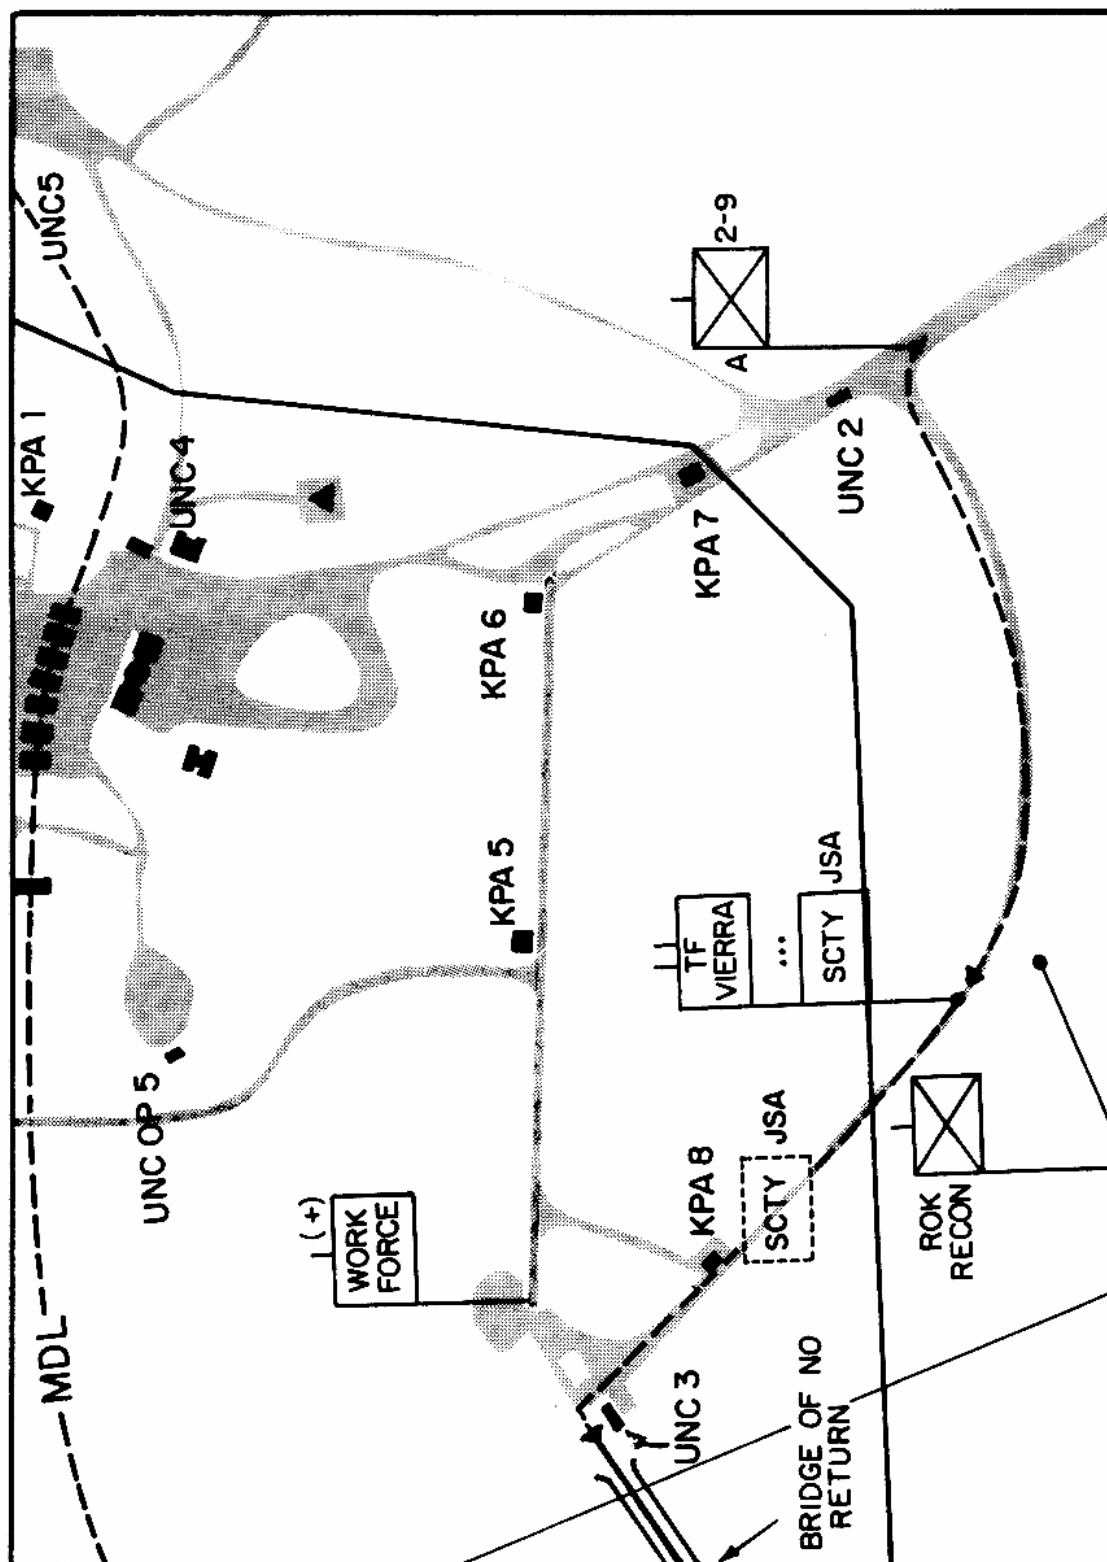 UNC5
KPA 1
UNC 4
2-9
A
UNC 2
KPA 7
KPA 6
KPA 5
JSA
TF
VIERRA
...
SCTY
UNC OP 5
(+)
WORK
FORCE
KPA 8
JSA
SCTY
ROK
RECON
MDL
UNC 3
BRIDGE OF NO
RETURN